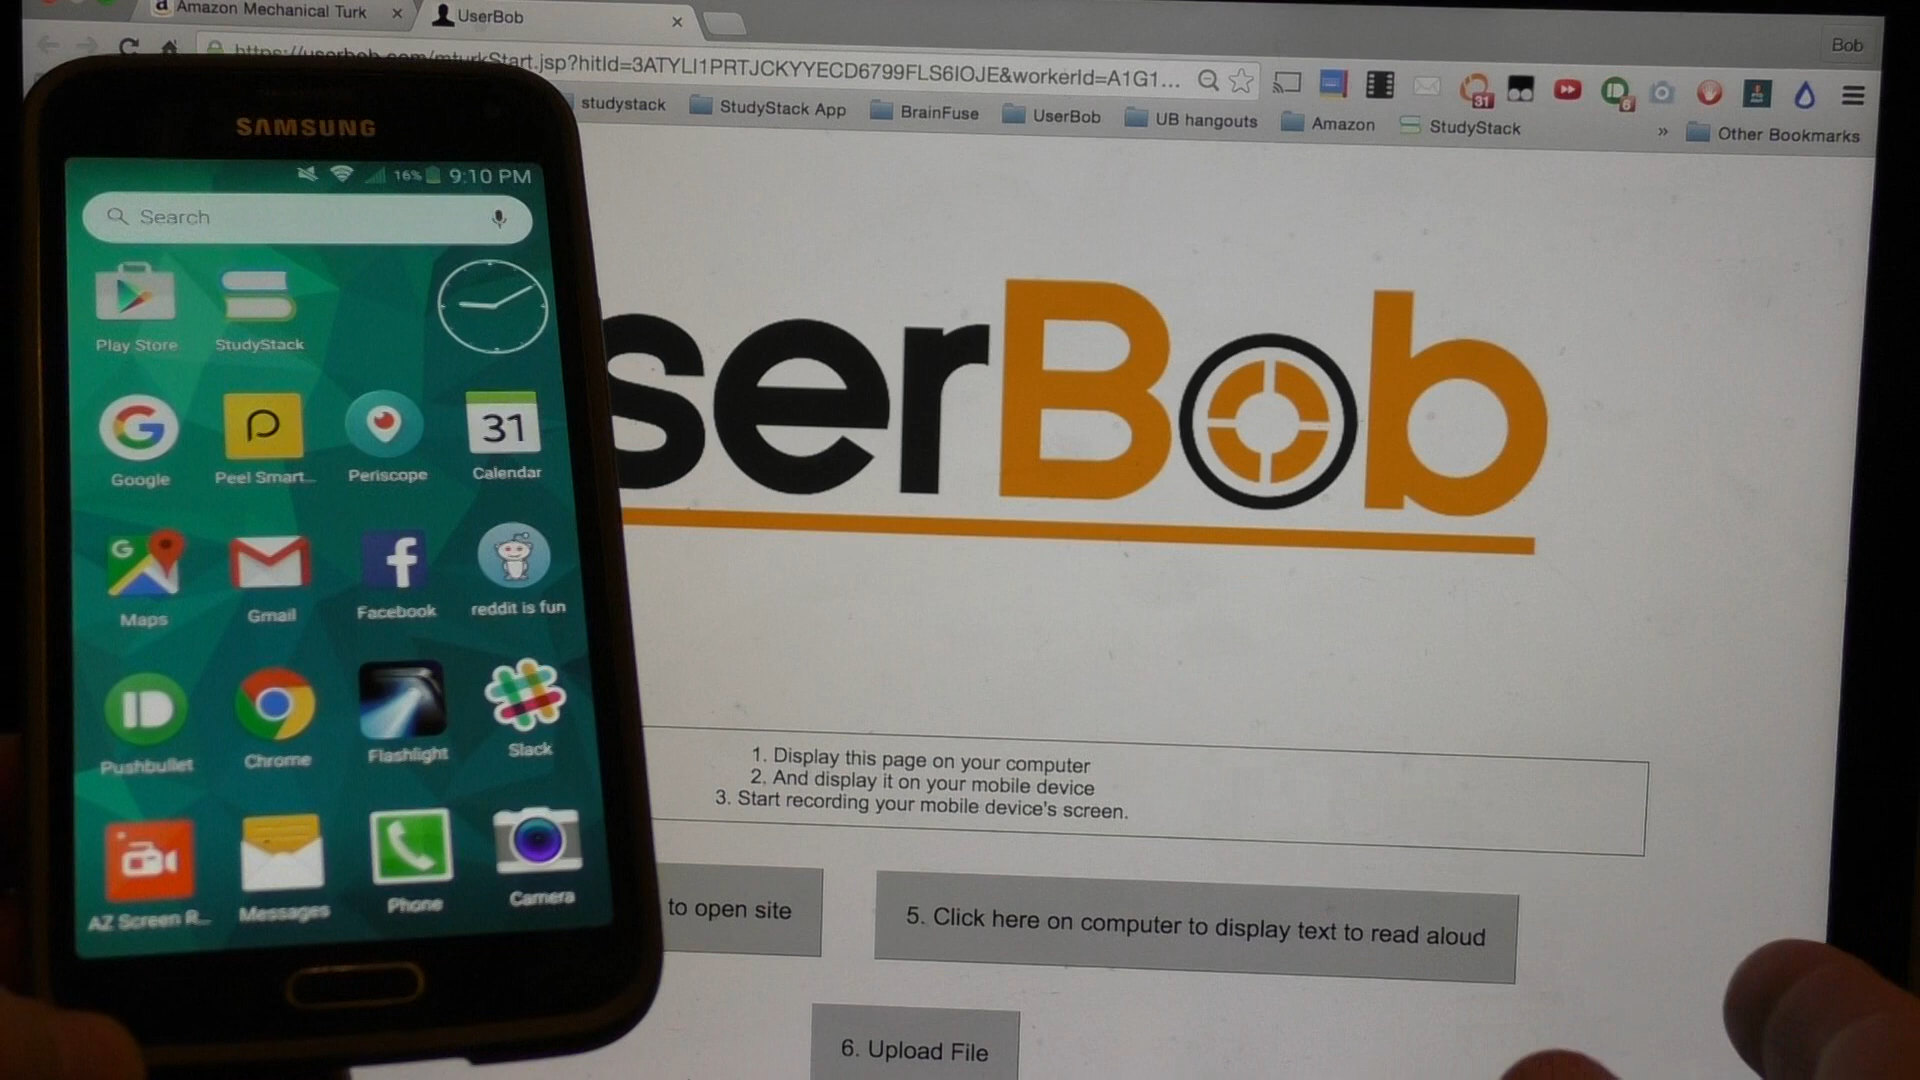 Amazon Mechanical Turk
UserBob
Bob
https://userbob.com/mturkStart.jsp?hitId=3ATYLI1PRTJCKYYECD6799FLS6IOJE&workerId=A1G1...
31
6
studystack
StudyStack App
BrainFuse
UserBob
UB hangouts
Amazon
StudyStack
»
Other Bookmarks
SAMSUNG
16%
9:10 PM
Search
Play Store
StudyStack
31
Google
Peel Smart...
Periscope
Calendar
Maps
Gmail
Facebook
reddit is fun
Pushbullet
Chrome
Flashlight
Slack
AZ Screen R...
Messages
Phone
Camera
serBob
1. Display this page on your computer
2. And display it on your mobile device
3. Start recording your mobile device's screen.
to open site
5. Click here on computer to display text to read aloud
6. Upload File